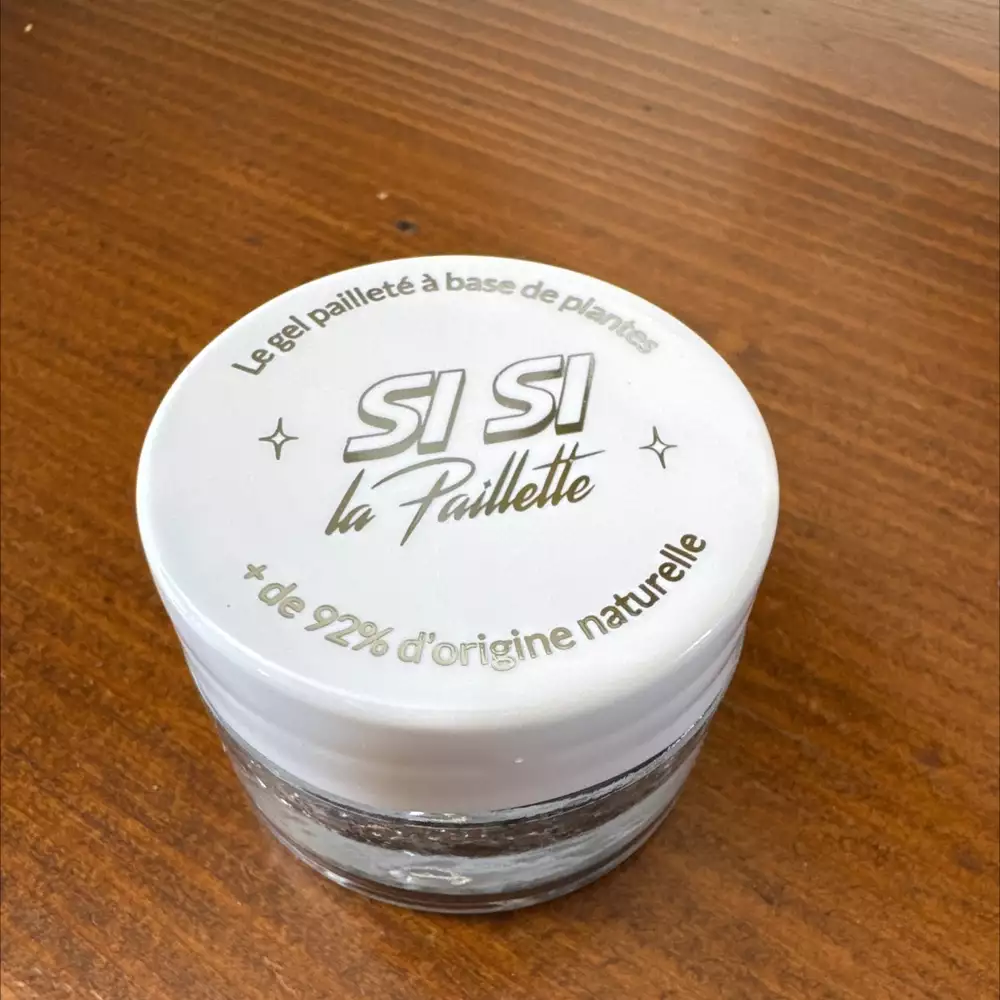 Le gel pailleté à base de plantes
SI SI
la Paillette
+ de 92% d'origine naturelle